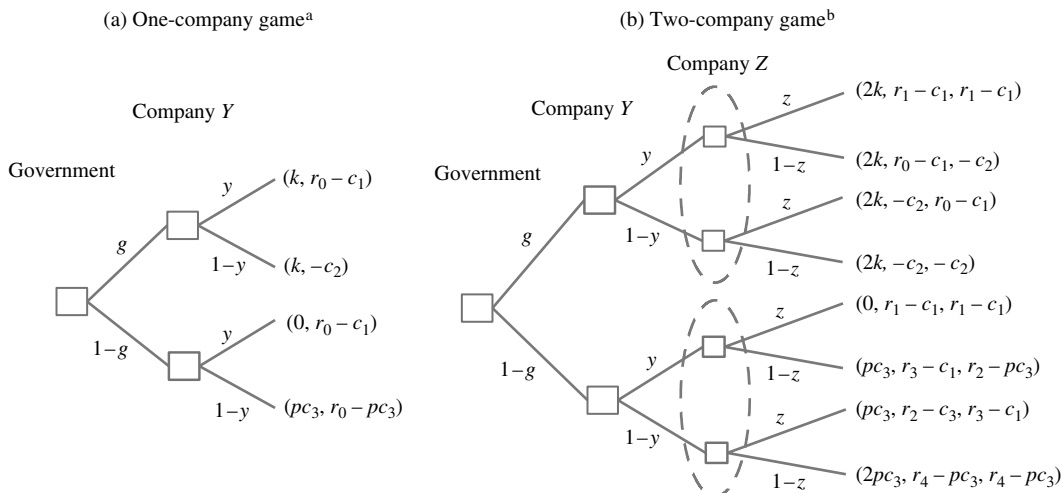 (a) One-company gameᵃ
Company Y
Government
g
1–g
y
(k, r₀ – c₁)
1–y
(k, –c₂)
y
(0, r₀ – c₁)
1–y
(pc₃, r₀ – pc₃)
(b) Two-company gameᵇ
Company Z
Company Y
Government
g
1–g
y
1–y
y
1–y
z
(2k, r₁ – c₁, r₁ – c₁)
1–z
(2k, r₀ – c₁, –c₂)
z
(2k, –c₂, r₀ – c₁)
1–z
(2k, –c₂, –c₂)
z
(0, r₁ – c₁, r₁ – c₁)
1–z
(pc₃, r₃ – c₁, r₂ – pc₃)
z
(pc₃, r₂ – c₃, r₃ – c₁)
1–z
(2pc₃, r₄ – pc₃, r₄ – pc₃)